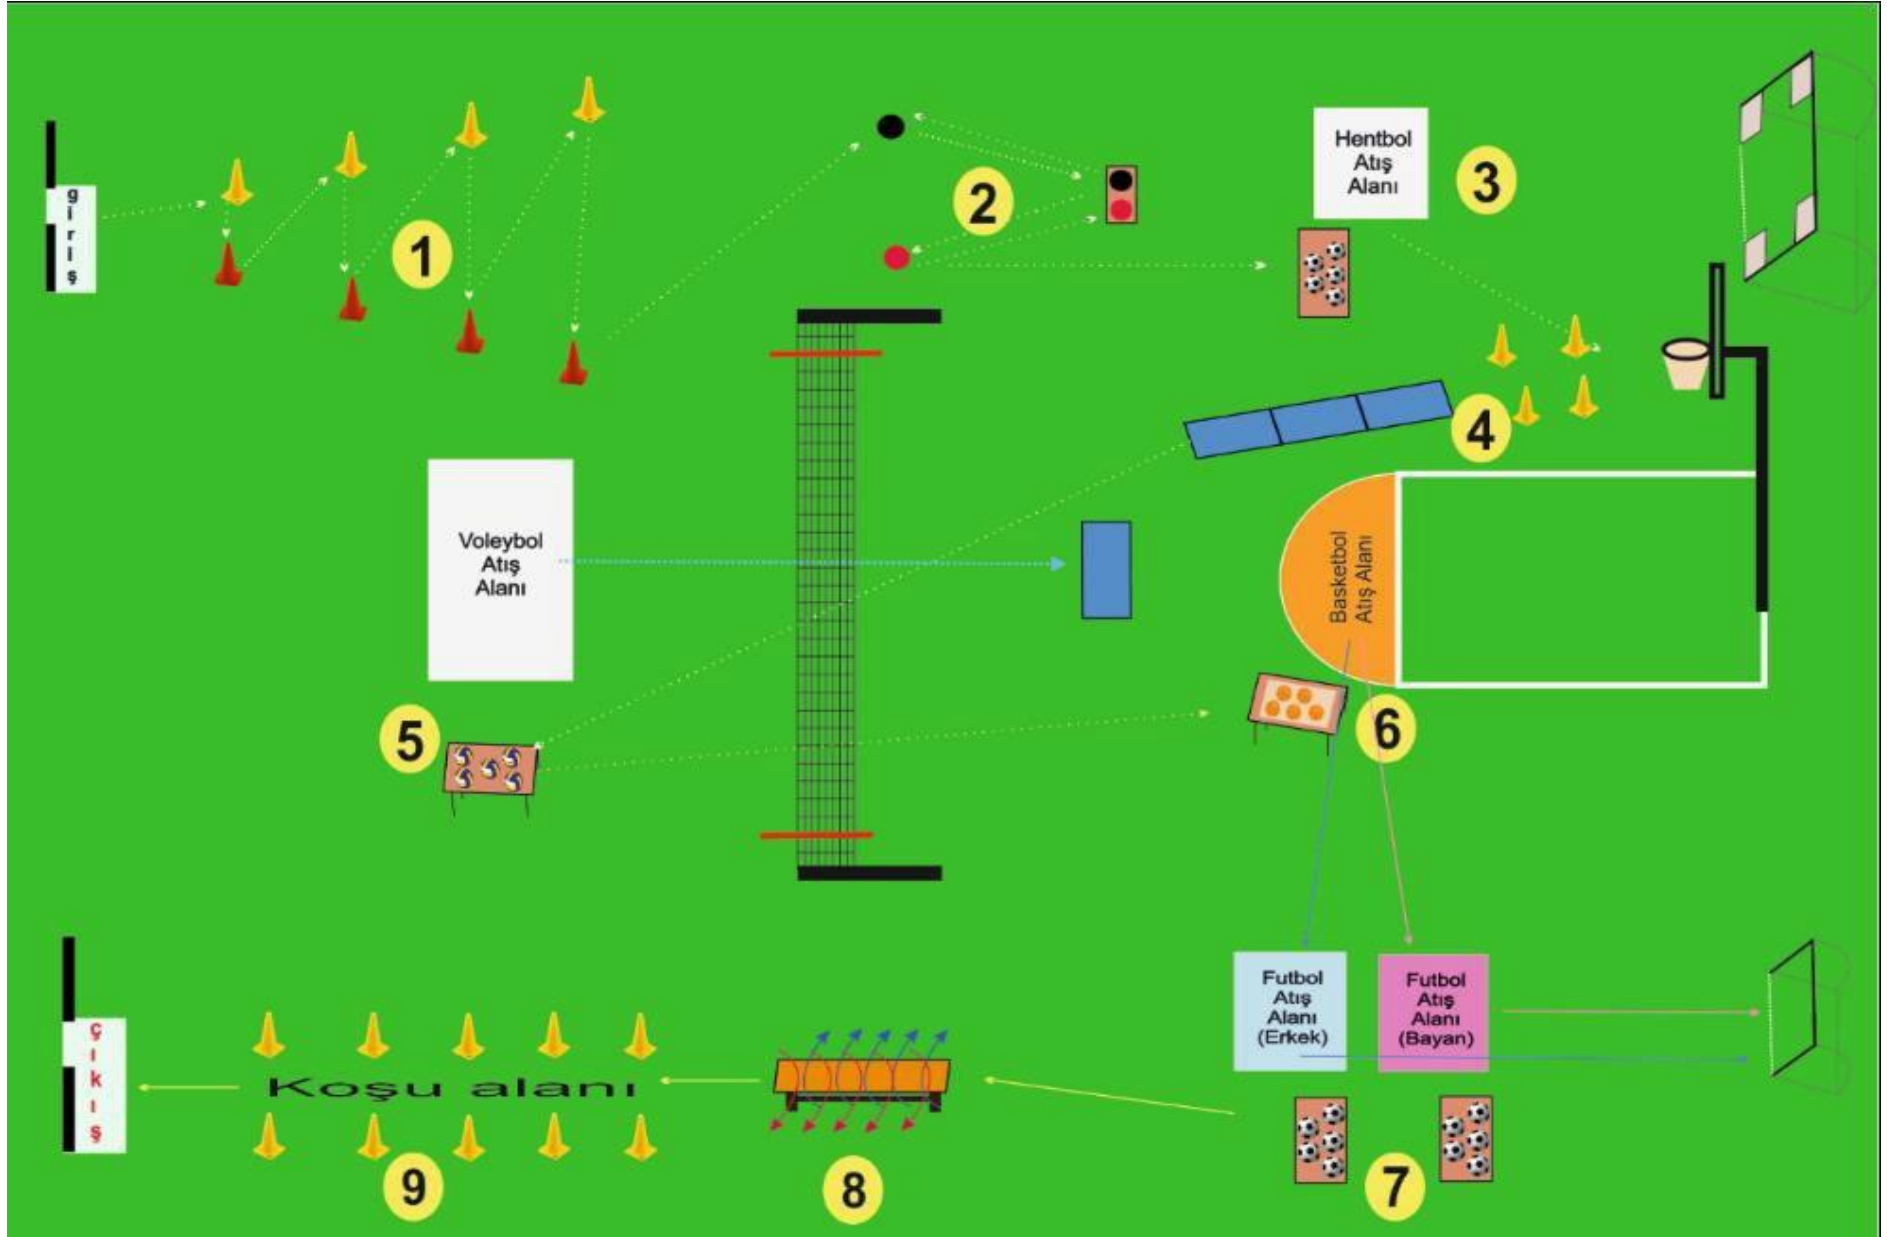 giriş
1
2
Hentbol
Atış
Alanı
3
4
Voleybol
Atış
Alanı
5
Basketbol
Atış Alanı
6
Futbol
Atış
Alanı
(Erkek)
Futbol
Atış
Alanı
(Bayan)
7
8
Koşu alanı
9
çıkış